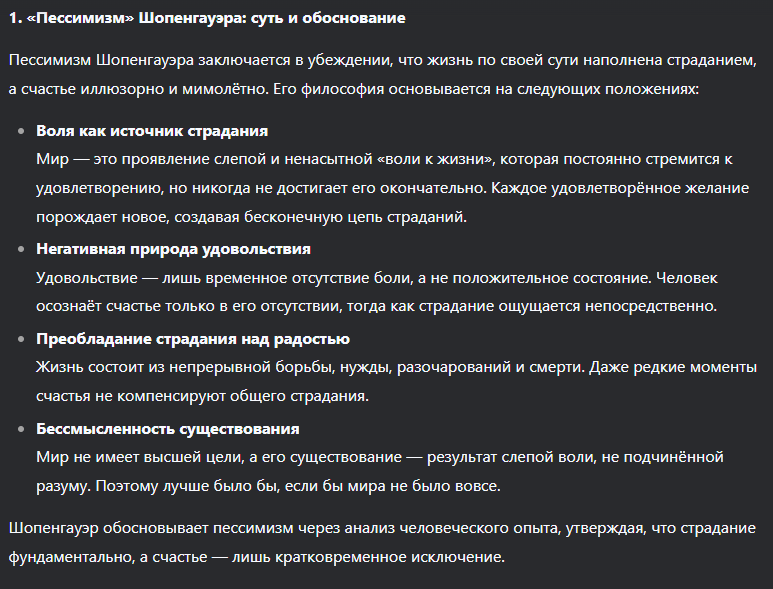 1. «Пессимизм» Шопенгауэра: суть и обоснование
Пессимизм Шопенгауэра заключается в убеждении, что жизнь по своей сути наполнена страданием,
а счастье иллюзорно и мимолётно. Его философия основывается на следующих положениях:
• Воля как источник страдания
Мир — это проявление слепой и ненасытной «воли к жизни», которая постоянно стремится к
удовлетворению, но никогда не достигает его окончательно. Каждое удовлетворённое желание
порождает новое, создавая бесконечную цепь страданий.
• Негативная природа удовольствия
Удовольствие — лишь временное отсутствие боли, а не положительное состояние. Человек
осознаёт счастье только в его отсутствии, тогда как страдание ощущается непосредственно.
• Преобладание страдания над радостью
Жизнь состоит из непрерывной борьбы, нужды, разочарований и смерти. Даже редкие моменты
счастья не компенсируют общего страдания.
• Бессмысленность существования
Мир не имеет высшей цели, а его существование — результат слепой воли, не подчинённой
разуму. Поэтому лучше было бы, если бы мира не было вовсе.
Шопенгауэр обосновывает пессимизм через анализ человеческого опыта, утверждая, что страдание
фундаментально, а счастье — лишь кратковременное исключение.